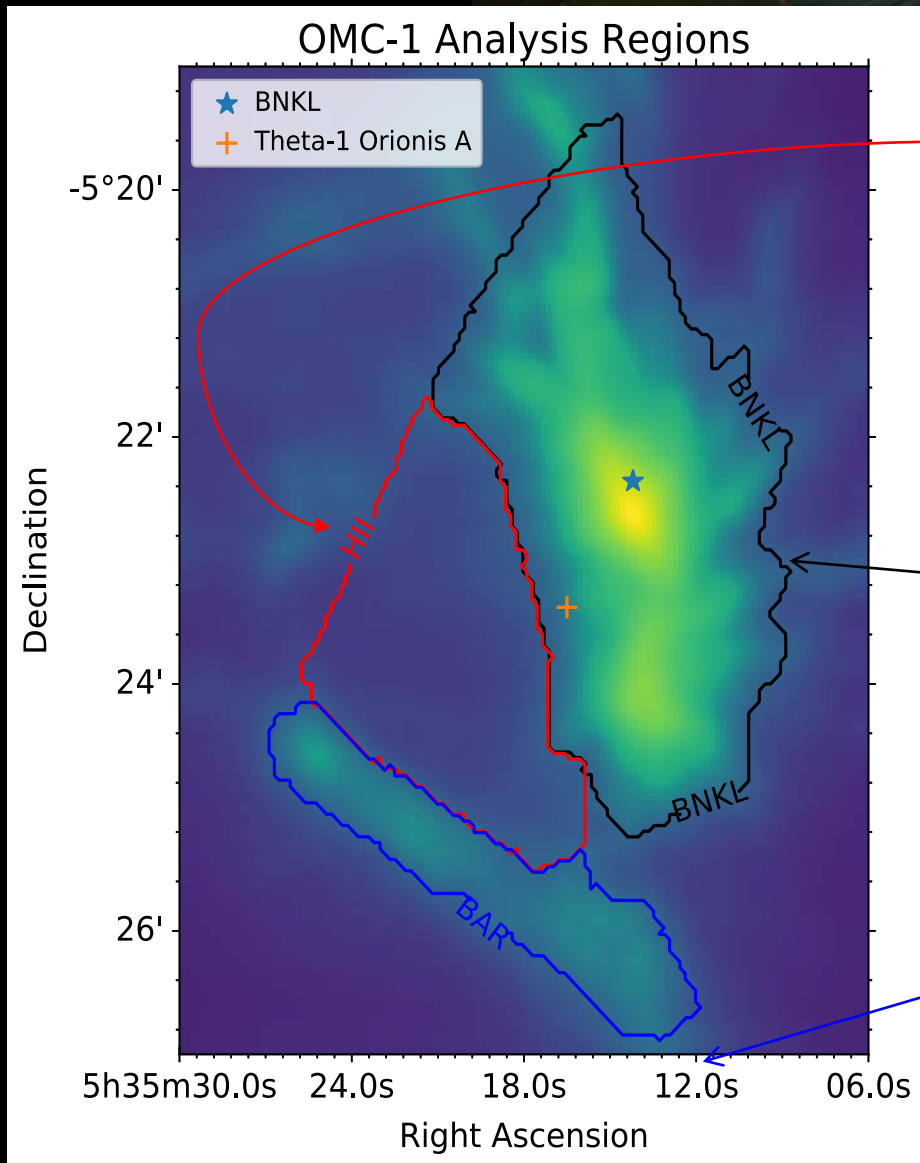 OMC-1 Analysis Regions
BNKL
Theta-1 Orionis A
-5°20'
22'
24'
26'
Declination
BNKL
HII
BNKL
BAR
5h35m30.0s 24.0s 18.0s 12.0s 06.0s
Right Ascension